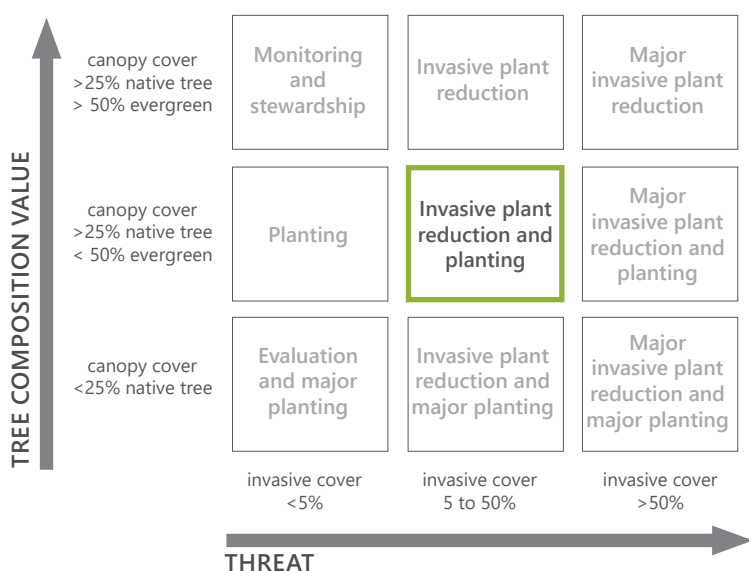 TREE COMPOSITION VALUE
canopy cover
>25% native tree
> 50% evergreen
Monitoring
and
stewardship
Invasive plant
reduction
Major
invasive plant
reduction
canopy cover
>25% native tree
< 50% evergreen
Planting
Invasive plant
reduction and
planting
Major
invasive plant
reduction and
planting
canopy cover
<25% native tree
Evaluation
and major
planting
Invasive plant
reduction and
major planting
Major
invasive plant
reduction and
major planting
invasive cover
<5%
invasive cover
5 to 50%
invasive cover
>50%
THREAT